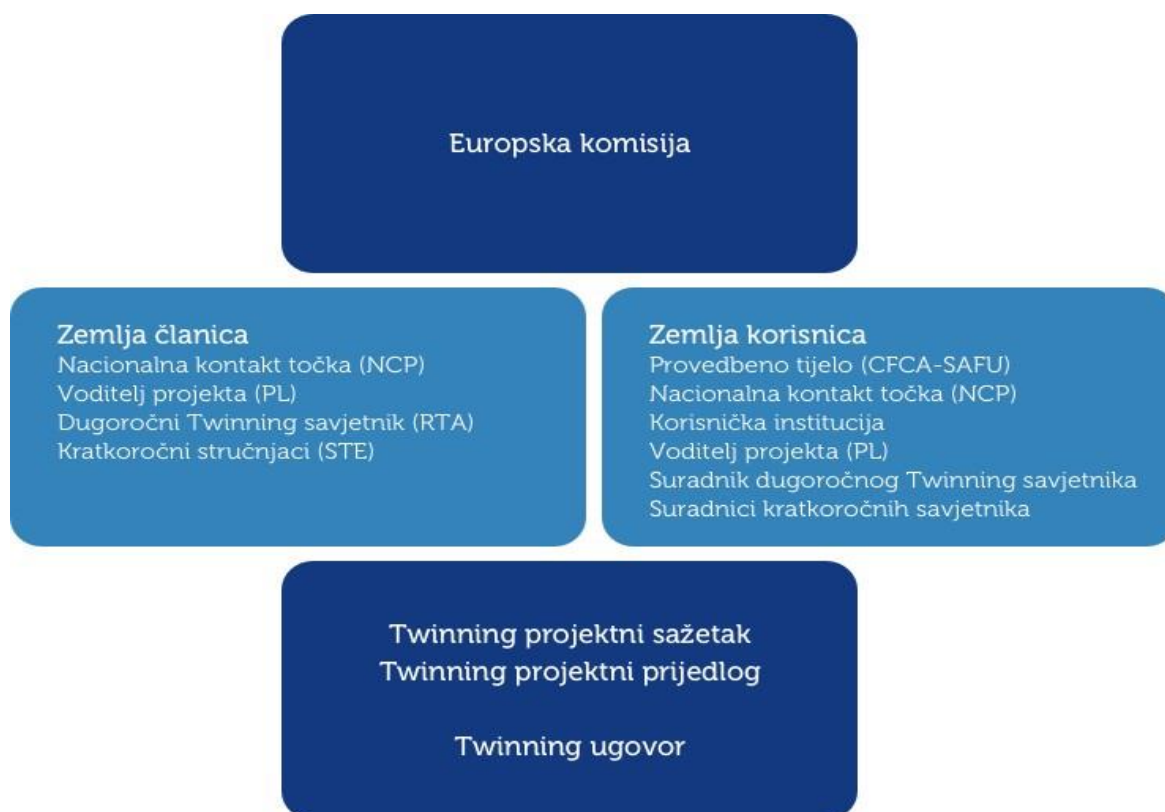 Europska komisija
Zemlja članica
Nacionalna kontakt točka (NCP)
Voditelj projekta (PL)
Dugoročni Twinning savjetnik (RTA)
Kratkoročni stručnjaci (STE)
Zemlja korisnica
Provedbeno tijelo (CFCA-SAFU)
Nacionalna kontakt točka (NCP)
Korisnička institucija
Voditelj projekta (PL)
Suradnik dugoročnog Twinning savjetnika
Suradnici kratkoročnih savjetnika
Twinning projektni sažetak
Twinning projektni prijedlog
Twinning ugovor